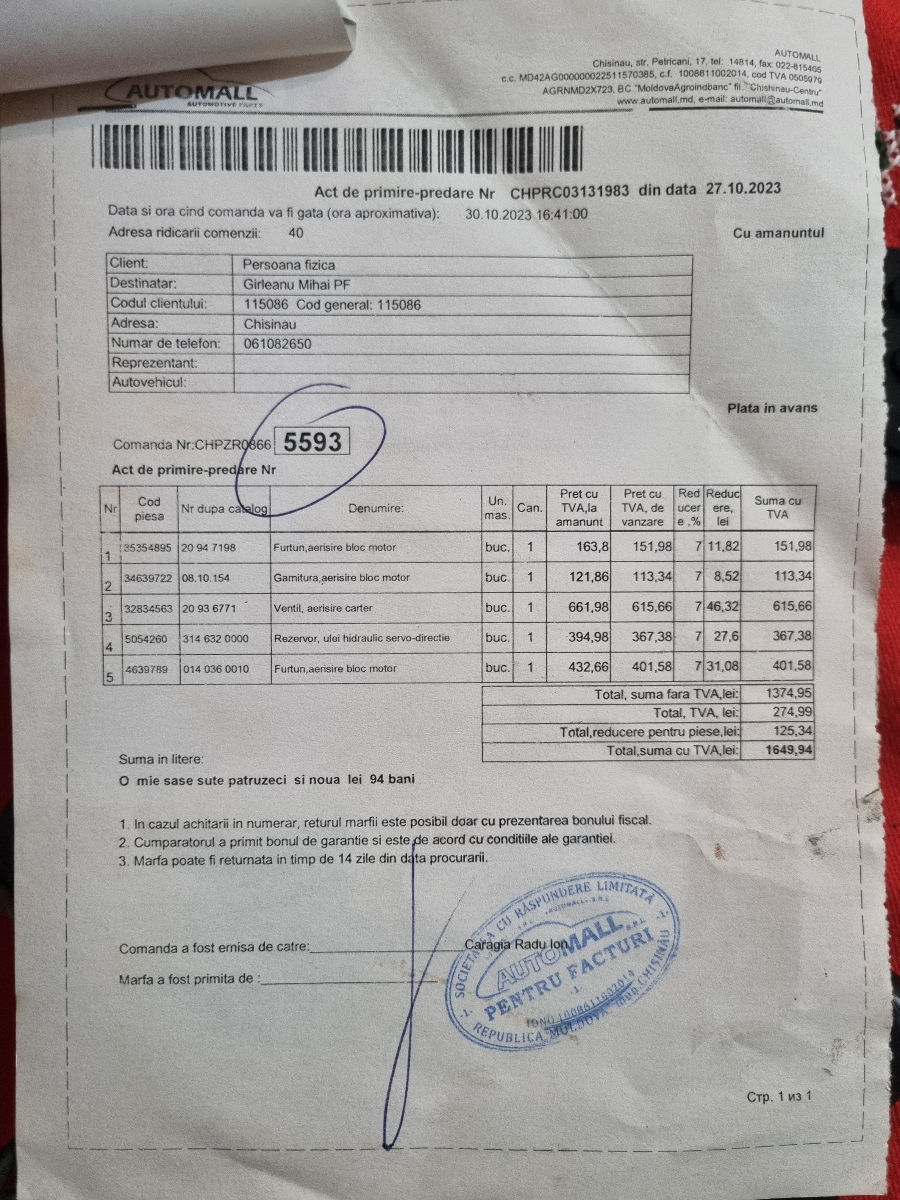 AUTOMALL
AUTOMOTIVE PARTS
AUTOMALL
Chisinau, str. Petricani, 17, tel: 14814, fax: 022-815405
c.c. MD42AG000000022511570385, c.f. 1008611002014, cod TVA 0505070
AGRNMD2X723, BC "MoldovaAgroindbanc" fil. "Chishinau-Centru"
www.automall.md, e-mail: automall@automall.md
Act de primire-predare Nr CHPRC03131983 din data 27.10.2023
Data si ora cind comanda va fi gata (ora aproximativa): 30.10.2023 16:41:00
Adresa ridicarii comenzii: 40
Cu amanuntul
Client: Persoana fizica
Destinatar: Girleanu Mihai PF
Codul clientului: 115086 Cod general: 115086
Adresa: Chisinau
Numar de telefon: 061082650
Reprezentant:
Autovehicul:
Plata in avans
Comanda Nr:CHPZR0866 5593
Act de primire-predare Nr
Nr Cod piesa Nr dupa catalog Denumire: Un. mas. Can. Pret cu TVA,la amanunt Pret cu TVA, de vanzare Red ucer e ,% Reduc ere, lei Suma cu TVA
1 35354895 20 94 7198 Furtun,aerisire bloc motor buc. 1 163,8 151,98 7 11,82 151,98
2 34639722 08.10.154 Garnitura,aerisire bloc motor buc. 1 121,86 113,34 7 8,52 113,34
3 32834563 20 93 6771 Ventil, aerisire carter buc. 1 661,98 615,66 7 46,32 615,66
4 5054260 314 632 0000 Rezervor, ulei hidraulic servo-directie buc. 1 394,98 367,38 7 27,6 367,38
5 4639789 014 036 0010 Furtun,aerisire bloc motor buc. 1 432,66 401,58 7 31,08 401,58
Total, suma fara TVA,lei: 1374,95
Total, TVA, lei: 274,99
Total,reducere pentru piese,lei: 125,34
Total,suma cu TVA,lei: 1649,94
Suma in litere:
O mie sase sute patruzeci si noua lei 94 bani
1. In cazul achitarii in numerar, returul marfii este posibil doar cu prezentarea bonului fiscal.
2. Cumparatorul a primit bonul de garantie si este de acord cu conditiile ale garantiei.
3. Marfa poate fi returnata in timp de 14 zile din data procurarii.
Comanda a fost emisa de catre: Caragia Radu Ion
Marfa a fost primita de :
SOCIETATEA CU RĂSPUNDERE LIMITATĂ
"AUTOMALL" S.R.L.
AUTOMALL S.R.L.
PENTRU FACTURI
-1-
IDNO 1008611002014
REPUBLICA MOLDOVA, mun. CHIŞINĂU
Стр. 1 из 1